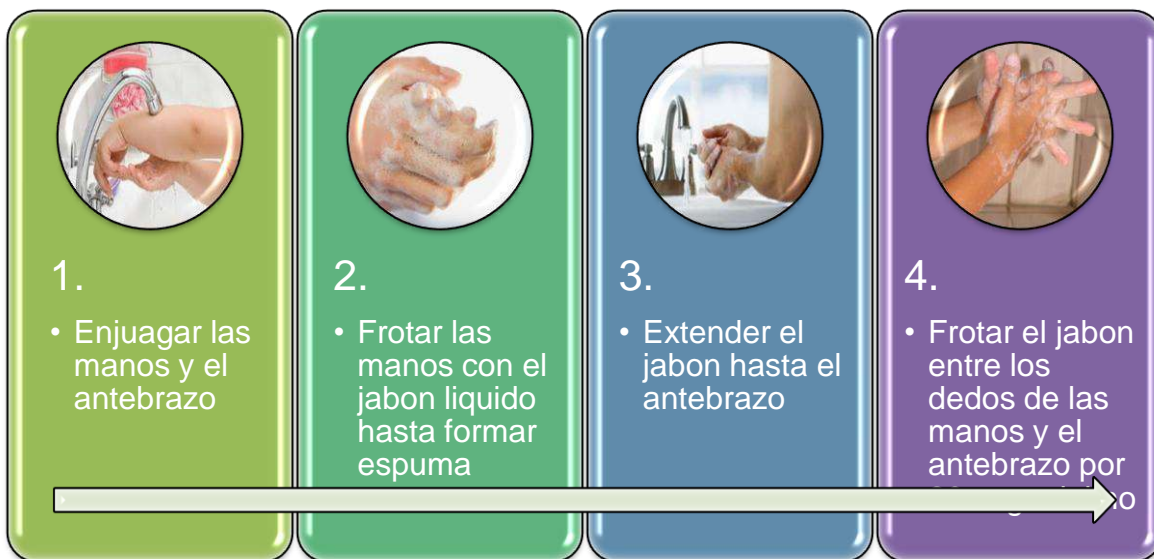 1.
• Enjuagar las
manos y el
antebrazo
2.
• Frotar las
manos con el
jabon liquido
hasta formar
espuma
3.
• Extender el
jabon hasta el
antebrazo
4.
• Frotar el jabon
entre los
dedos de las
manos y el
antebrazo por